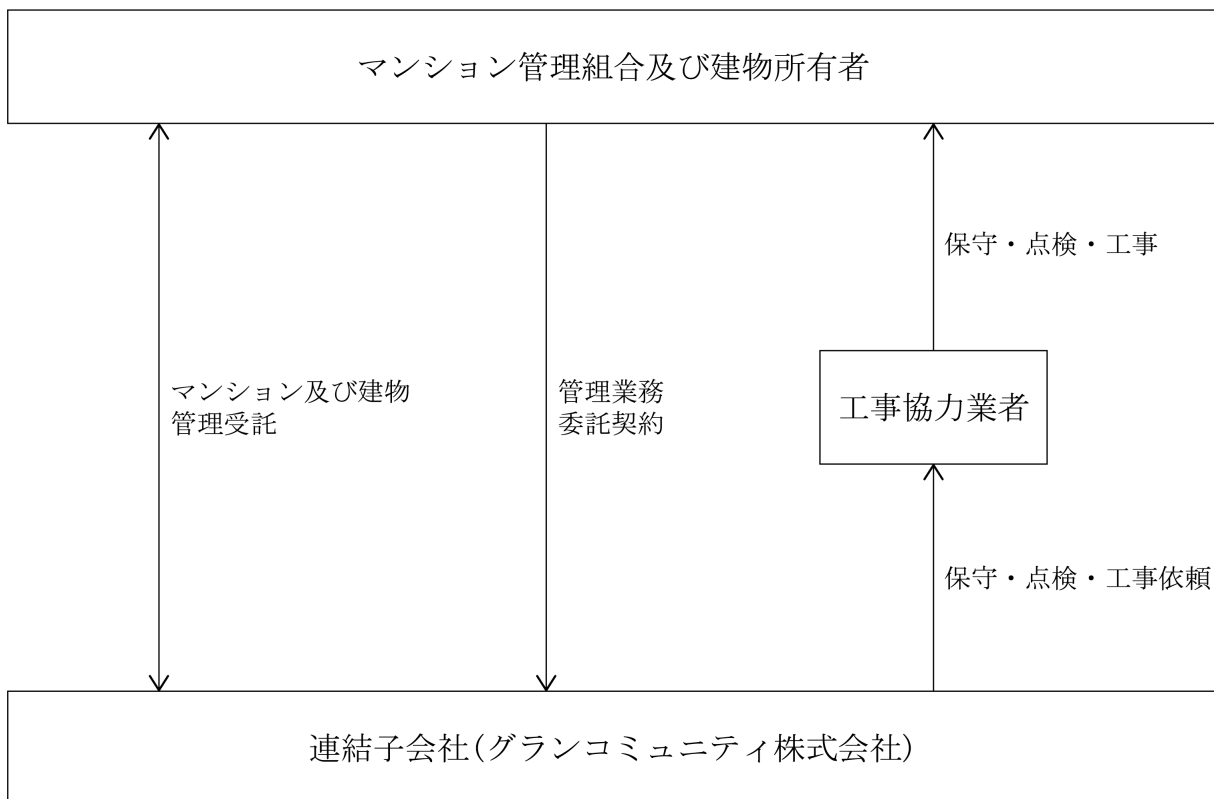 マンション管理組合及び建物所有者
保守・点検・工事
マンション及び建物
管理受託
管理業務
委託契約
工事協力業者
保守・点検・工事依頼
連結子会社(グランコミュニティ株式会社)